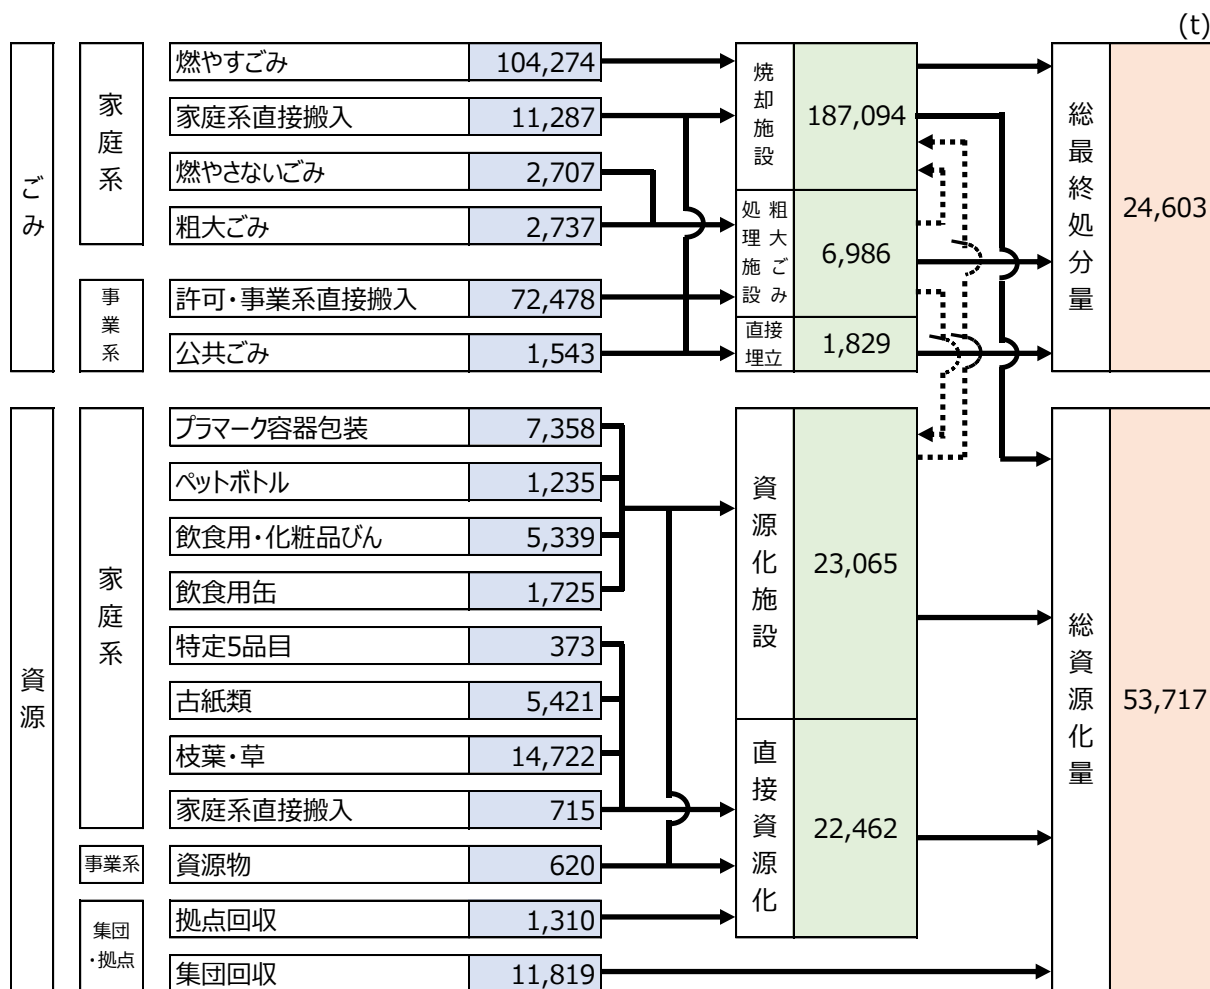 (t)
ごみ
家庭系
燃やすごみ 104,274
家庭系直接搬入 11,287
燃やさないごみ 2,707
粗大ごみ 2,737
事業系
許可・事業系直接搬入 72,478
公共ごみ 1,543
焼却施設 187,094
粗大ごみ
処理施設
6,986
直接
埋立
1,829
総最終処分量 24,603
資源
家庭系
プラマーク容器包装 7,358
ペットボトル 1,235
飲食用・化粧品びん 5,339
飲食用缶 1,725
特定5品目 373
古紙類 5,421
枝葉・草 14,722
家庭系直接搬入 715
事業系
資源物 620
集団
・拠点
拠点回収 1,310
集団回収 11,819
資源化施設 23,065
直接資源化 22,462
総資源化量 53,717